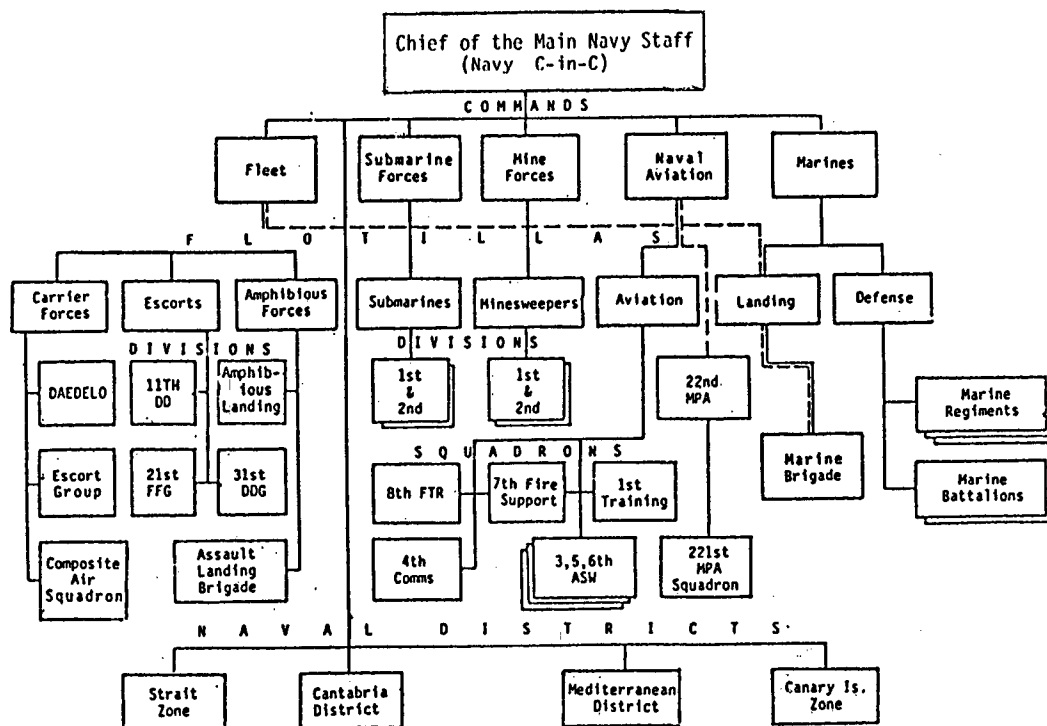 Chief of the Main Navy Staff
(Navy C-in-C)
COMMANDS
Fleet
Submarine
Forces
Mine
Forces
Naval
Aviation
Marines
FLOTILLAS
Carrier
Forces
Escorts
Amphibious
Forces
Submarines
Minesweepers
Aviation
Landing
Defense
DIVISIONS
DIVISIONS
DAEDELO
11TH
DD
Amphib-
ious
Landing
1st
&
2nd
1st
&
2nd
22nd
MPA
Marine
Regiments
Escort
Group
21st
FFG
31st
DDG
SQUADRONS
8th FTR
7th Fire
Support
1st
Training
Marine
Brigade
Marine
Battalions
Composite
Air
Squadron
Assault
Landing
Brigade
4th
Comms
3,5,6th
ASW
221st
MPA
Squadron
NAVAL DISTRICTS
Strait
Zone
Cantabria
District
Mediterranean
District
Canary Is.
Zone